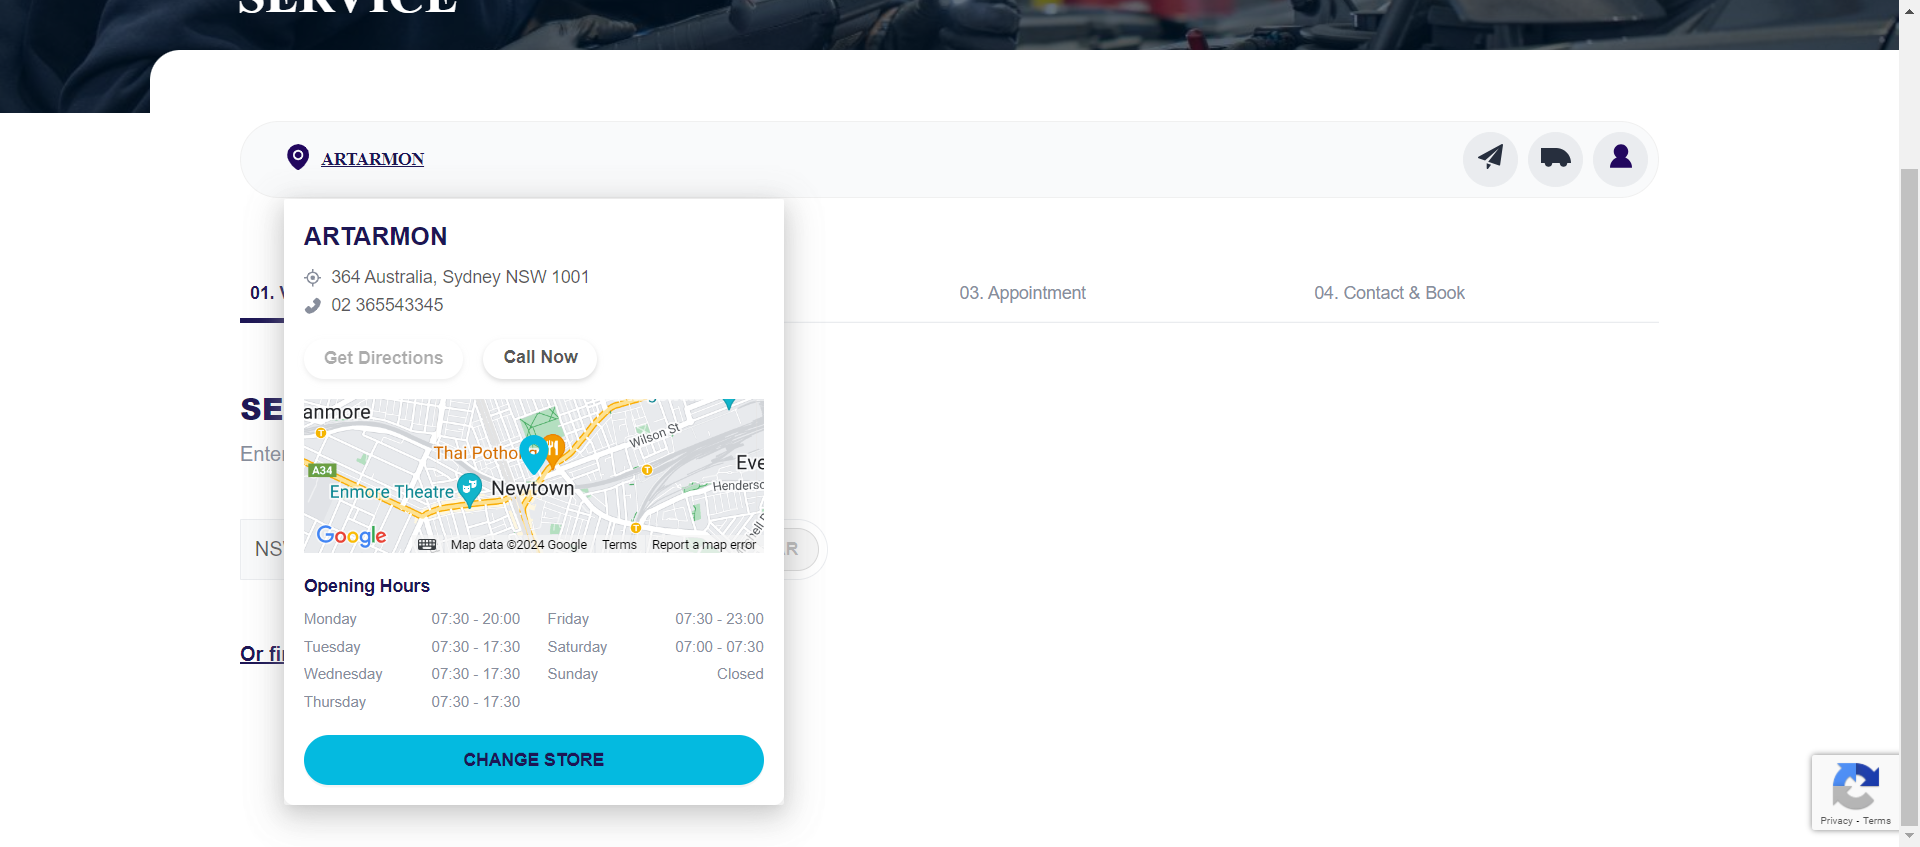 SERVICE
ARTARMON
ARTARMON
364 Australia, Sydney NSW 1001
02 365543345
01.
03. Appointment
04. Contact & Book
Get Directions
Call Now
SE
Enter
anmore
Wilson St
Thai Potho
Eve
A34
Enmore Theatre
Newtown
Henderso
Google
Map data ©2024 Google
Terms
Report a map error
NS
R
Opening Hours
Monday 07:30 - 20:00 Friday 07:30 - 23:00
Tuesday 07:30 - 17:30 Saturday 07:00 - 07:30
Wednesday 07:30 - 17:30 Sunday Closed
Thursday 07:30 - 17:30
Or fi
CHANGE STORE
Privacy - Terms